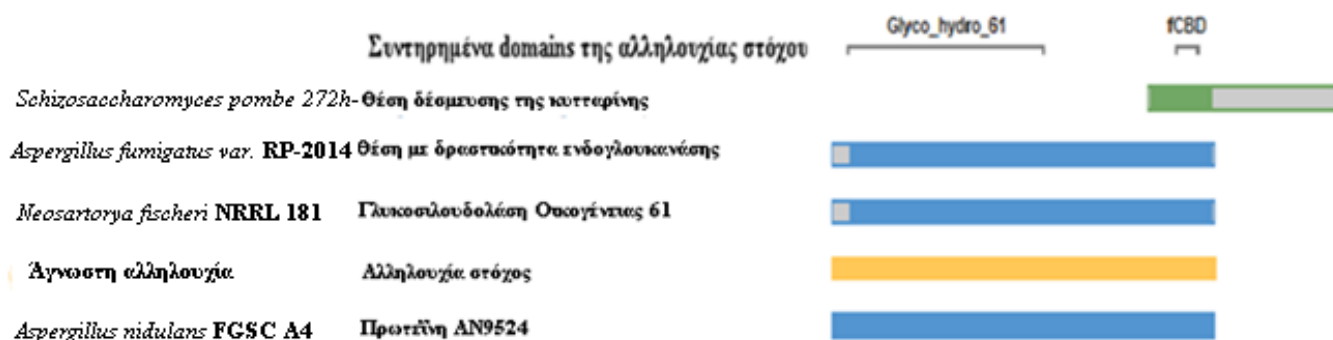 Glyco_hydro_61 fCBD
Συντηρημένα domains της αλληλουχίας στόχου
Schizosaccharomyces pombe 272h- Θέση δέσμευσης της κυτταρίνης
Aspergillus fumigatus var. RP-2014 θέση με δραστικότητα ενδογλουκανάσης
Neosartorya fischeri NRRL 181 Γλυκοσιλουδολάση Οικογένειας 61
Άγνωστη αλληλουχία Αλληλουχία στόχος
Aspergillus nidulans FGSC A4 Πρωτεΐνη AN9524